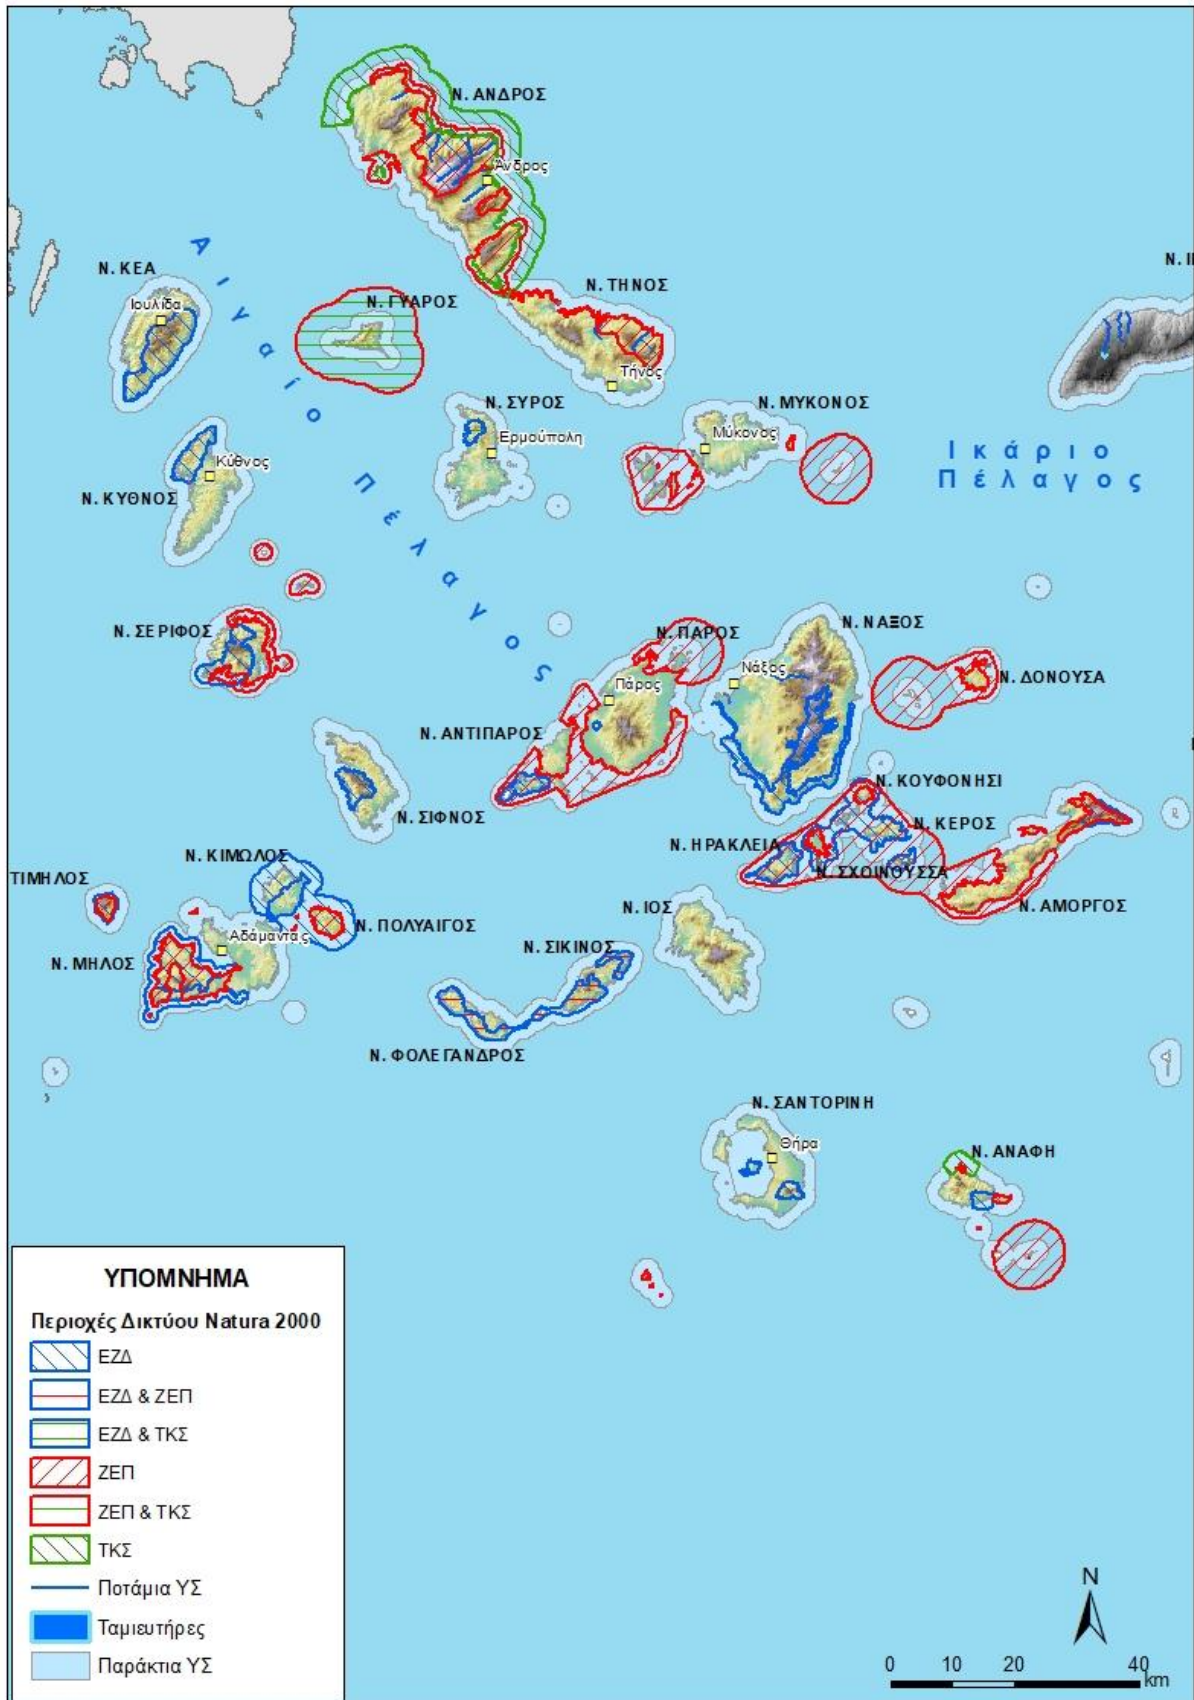 Ν. ΑΝΔΡΟΣ
Άνδρος
Ν. ΚΕΑ
Ιουλίδα
Αιγαίο Πέλαγος
Ν. ΓΥΑΡΟΣ
Ν. ΤΗΝΟΣ
Τήνος
Ν. ΣΥΡΟΣ
Ερμούπολη
Ν. ΜΥΚΟΝΟΣ
Μύκονος
Ικάριο
Πέλαγος
Κύθνος
Ν. ΚΥΘΝΟΣ
Ν. ΣΕΡΙΦΟΣ
Ν. ΠΑΡΟΣ
Πάρος
Ν. ΝΑΞΟΣ
Νάξος
Ν. ΔΟΝΟΥΣΑ
Ν. ΑΝΤΙΠΑΡΟΣ
Ν. ΣΙΦΝΟΣ
Ν. ΚΟΥΦΟΝΗΣΙ
Ν. ΚΕΡΟΣ
Ν. ΗΡΑΚΛΕΙΑ
Ν. ΣΧΟΙΝΟΥΣΣΑ
Ν. ΑΜΟΡΓΟΣ
Ν. ΚΙΜΩΛΟΣ
ΤΙΜΗΛΟΣ
Ν. ΠΟΛΥΑΙΓΟΣ
Αδάμαντας
Ν. ΜΗΛΟΣ
Ν. ΙΟΣ
Ν. ΣΙΚΙΝΟΣ
Ν. ΦΟΛΕΓΑΝΔΡΟΣ
Ν. ΣΑΝΤΟΡΙΝΗ
Θήρα
Ν. ΑΝΑΦΗ
ΥΠΟΜΝΗΜΑ
Περιοχές Δικτύου Natura 2000
ΕΖΔ
ΕΖΔ & ΖΕΠ
ΕΖΔ & ΤΚΣ
ΖΕΠ
ΖΕΠ & ΤΚΣ
ΤΚΣ
Ποτάμια ΥΣ
Ταμιευτήρες
Παράκτια ΥΣ
N
0 10 20 40
km